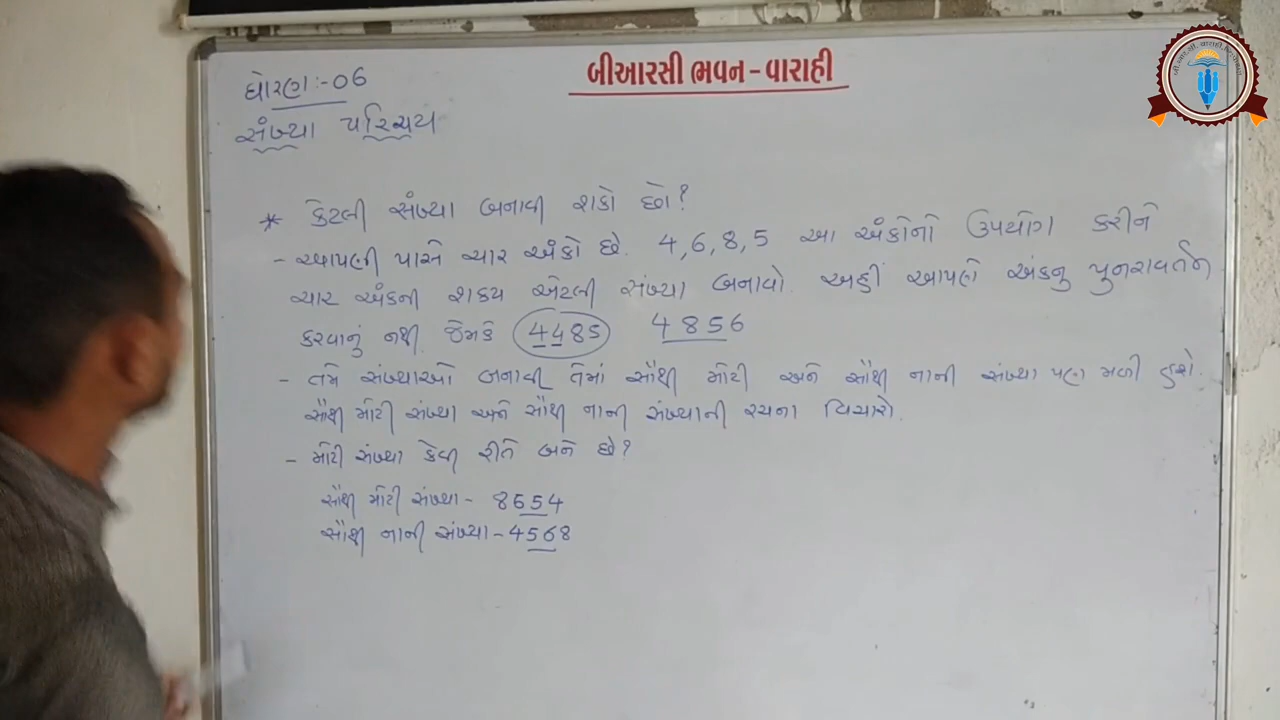 બીઆરસી ભવન - વારાહી
ધોરણ:-06
સંખ્યા પરિચય
* કેટલી સંખ્યા બનાવી શકો છો?
- આપણી પાસે ચાર અંકો છે. 4,6,8,5 આ અંકોનો ઉપયોગ કરીને
ચાર અંકની શક્ય એટલી સંખ્યા બનાવો. અહીં આપણે અંકનુ પુનરાવર્તન
કરવાનું નથી. જેમકે 4485 4856
- તમે સંખ્યાઓ બનાવી તેમાં સૌથી મોટી અને સૌથી નાની સંખ્યા પણ મળી હશે.
સૌથી મોટી સંખ્યા અને સૌથી નાની સંખ્યાની રચના વિચારો.
- મોટી સંખ્યા કેવી રીતે બને છે?
સૌથી મોટી સંખ્યા - 8654
સૌથી નાની સંખ્યા - 4568